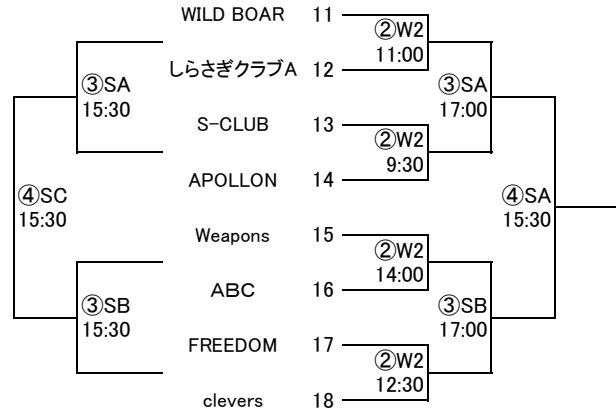 WILD BOAR 11
②W2
11:00
しらさぎクラブA 12
③SA
15:30
③SA
17:00
S-CLUB 13
②W2
9:30
APOLLON 14
④SC
15:30
④SA
15:30
Weapons 15
②W2
14:00
ABC 16
③SB
15:30
③SB
17:00
FREEDOM 17
②W2
12:30
clevers 18